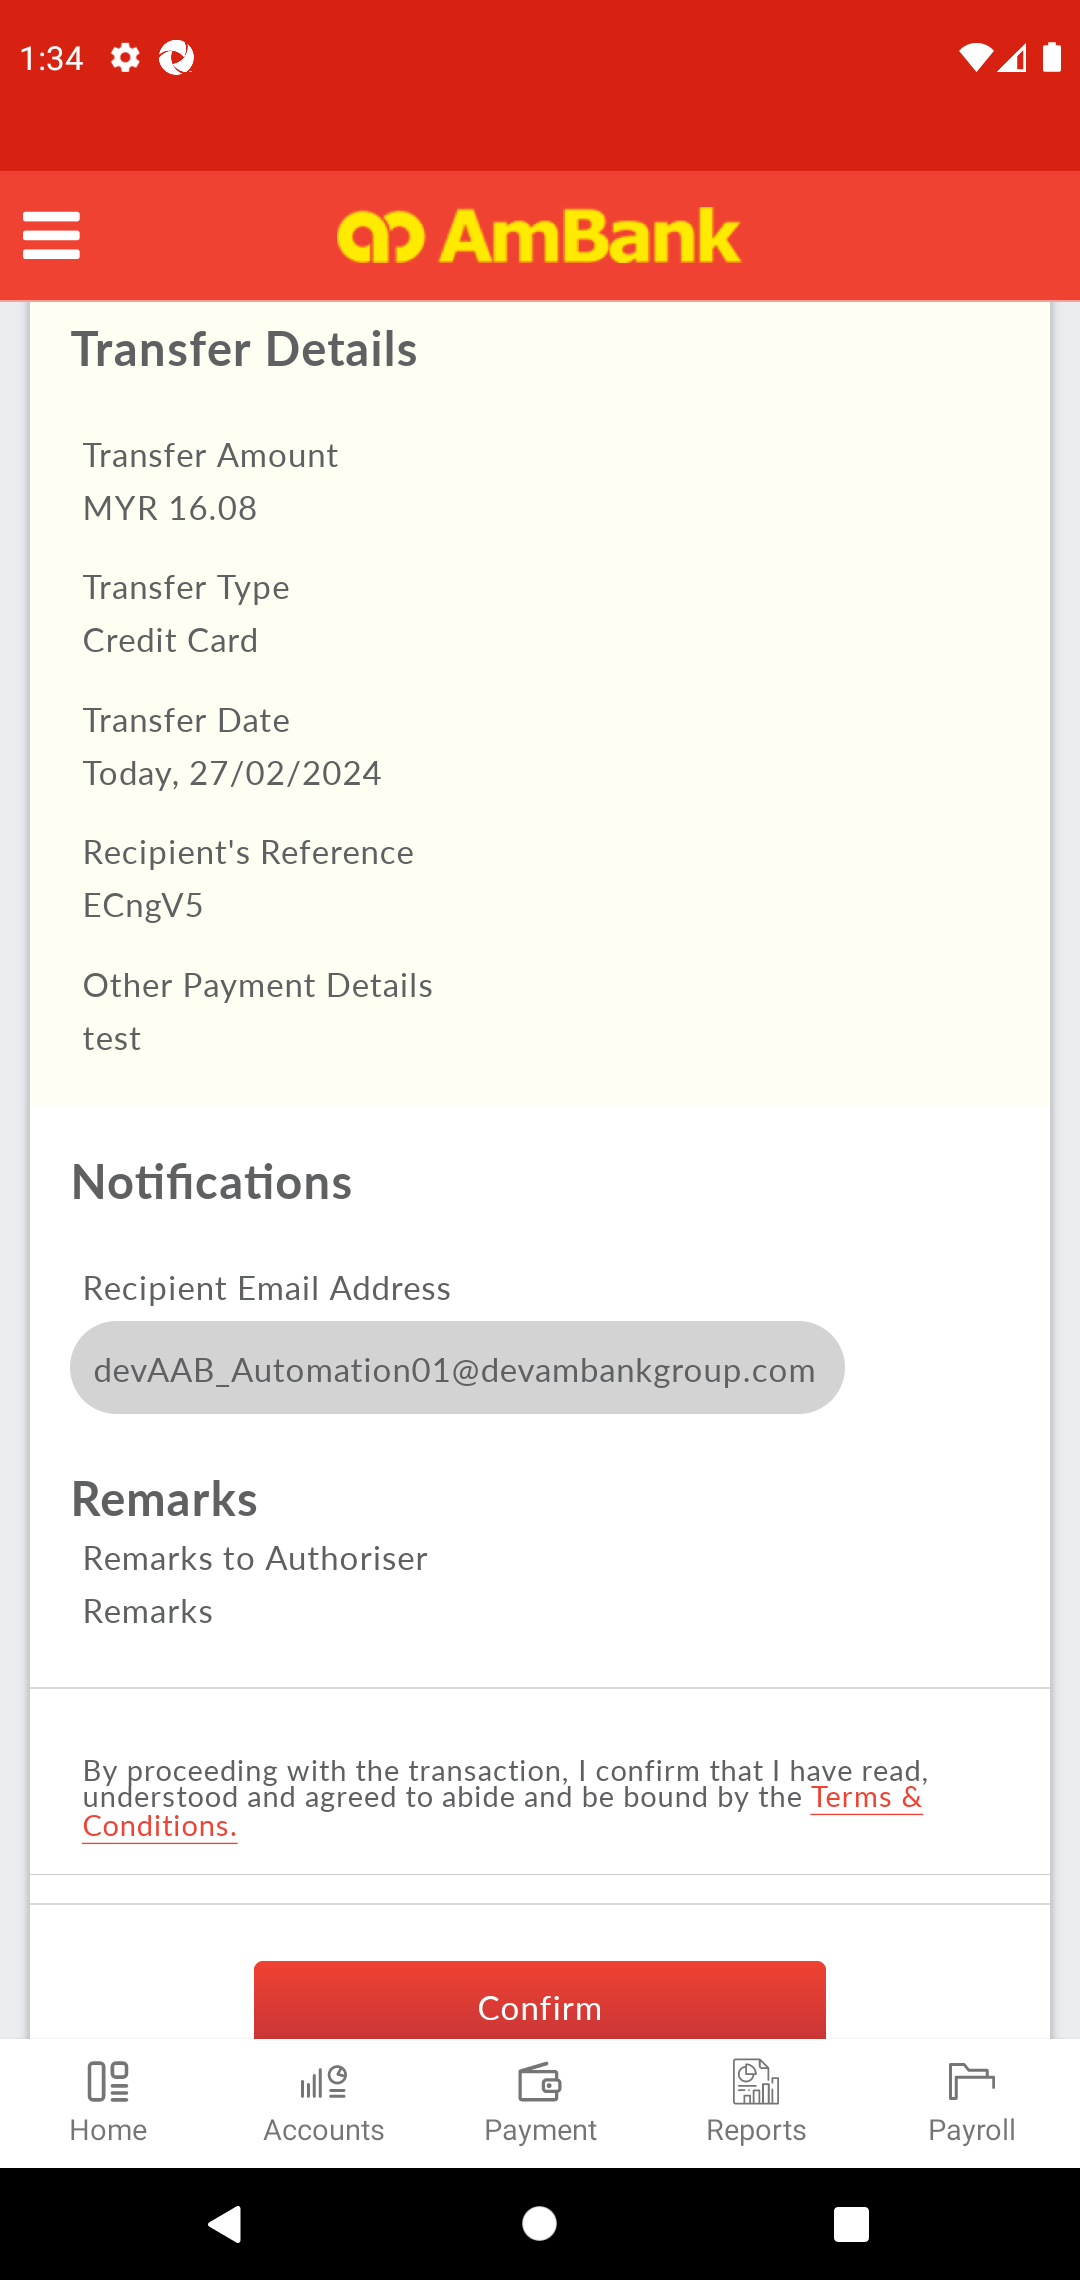 1:34
AmBank
Transfer Details
Transfer Amount
MYR 16.08
Transfer Type
Credit Card
Transfer Date
Today, 27/02/2024
Recipient's Reference
ECngV5
Other Payment Details
test
Notifications
Recipient Email Address
devAAB_Automation01@devambankgroup.com
Remarks
Remarks to Authoriser
Remarks
By proceeding with the transaction, I confirm that I have read,
understood and agreed to abide and be bound by the Terms &
Conditions.
Confirm
Home Accounts Payment Reports Payroll